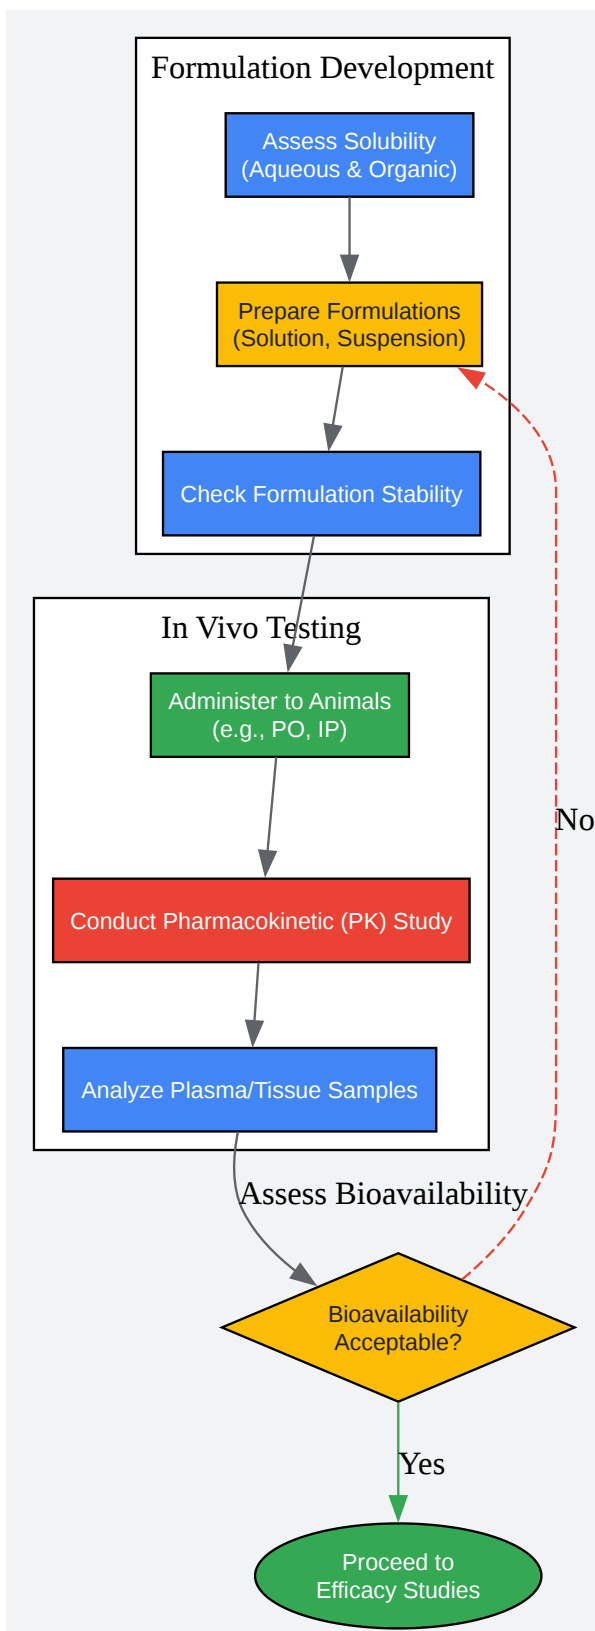 Formulation Development
Assess Solubility
(Aqueous & Organic)
Prepare Formulations
(Solution, Suspension)
Check Formulation Stability
In Vivo Testing
Administer to Animals
(e.g., PO, IP)
No
Conduct Pharmacokinetic (PK) Study
Analyze Plasma/Tissue Samples
Assess Bioavailability
Bioavailability
Acceptable?
Yes
Proceed to
Efficacy Studies